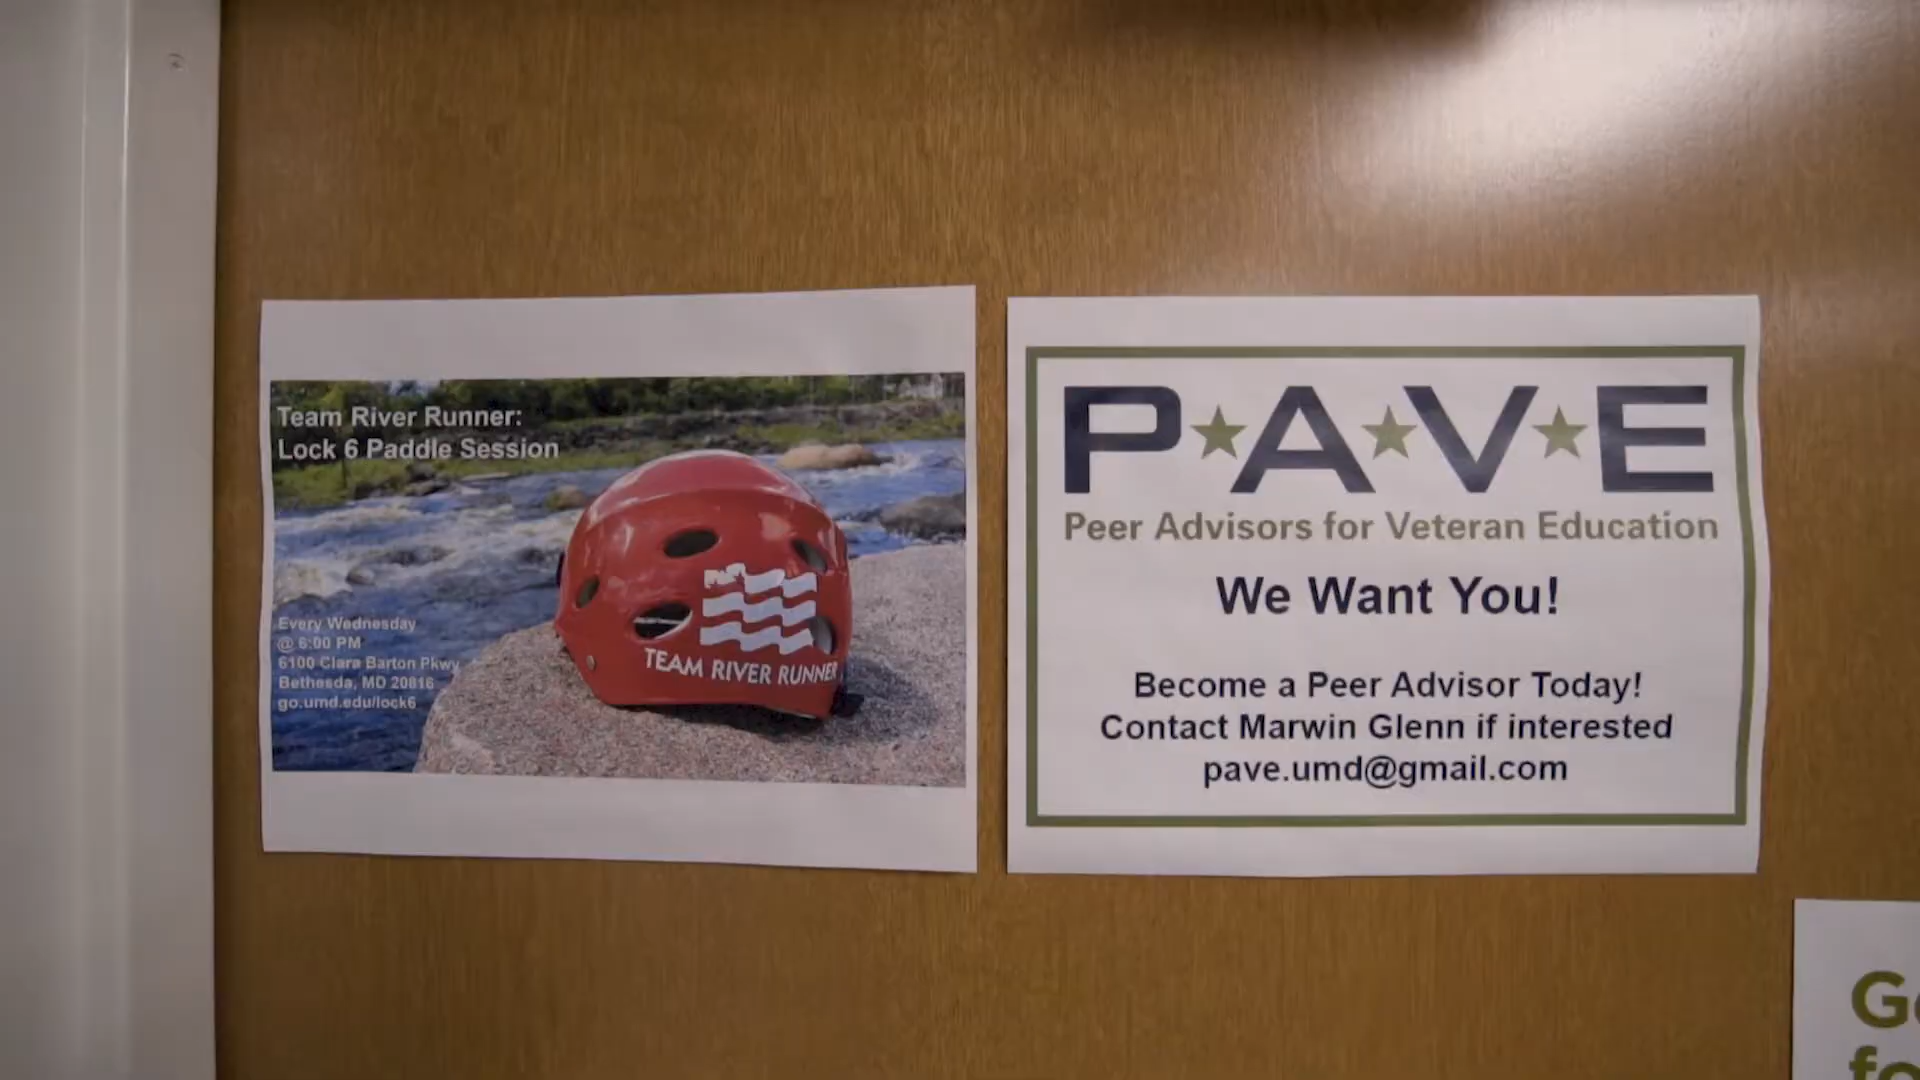 Team River Runner:
Lock 6 Paddle Session
Every Wednesday
@ 6:00 PM
6100 Clara Barton Pkwy
Bethesda, MD 20816
go.umd.edu/lock6
TEAM RIVER RUNNER
P★A★V★E
Peer Advisors for Veteran Education
We Want You!
Become a Peer Advisor Today!
Contact Marwin Glenn if interested
pave.umd@gmail.com